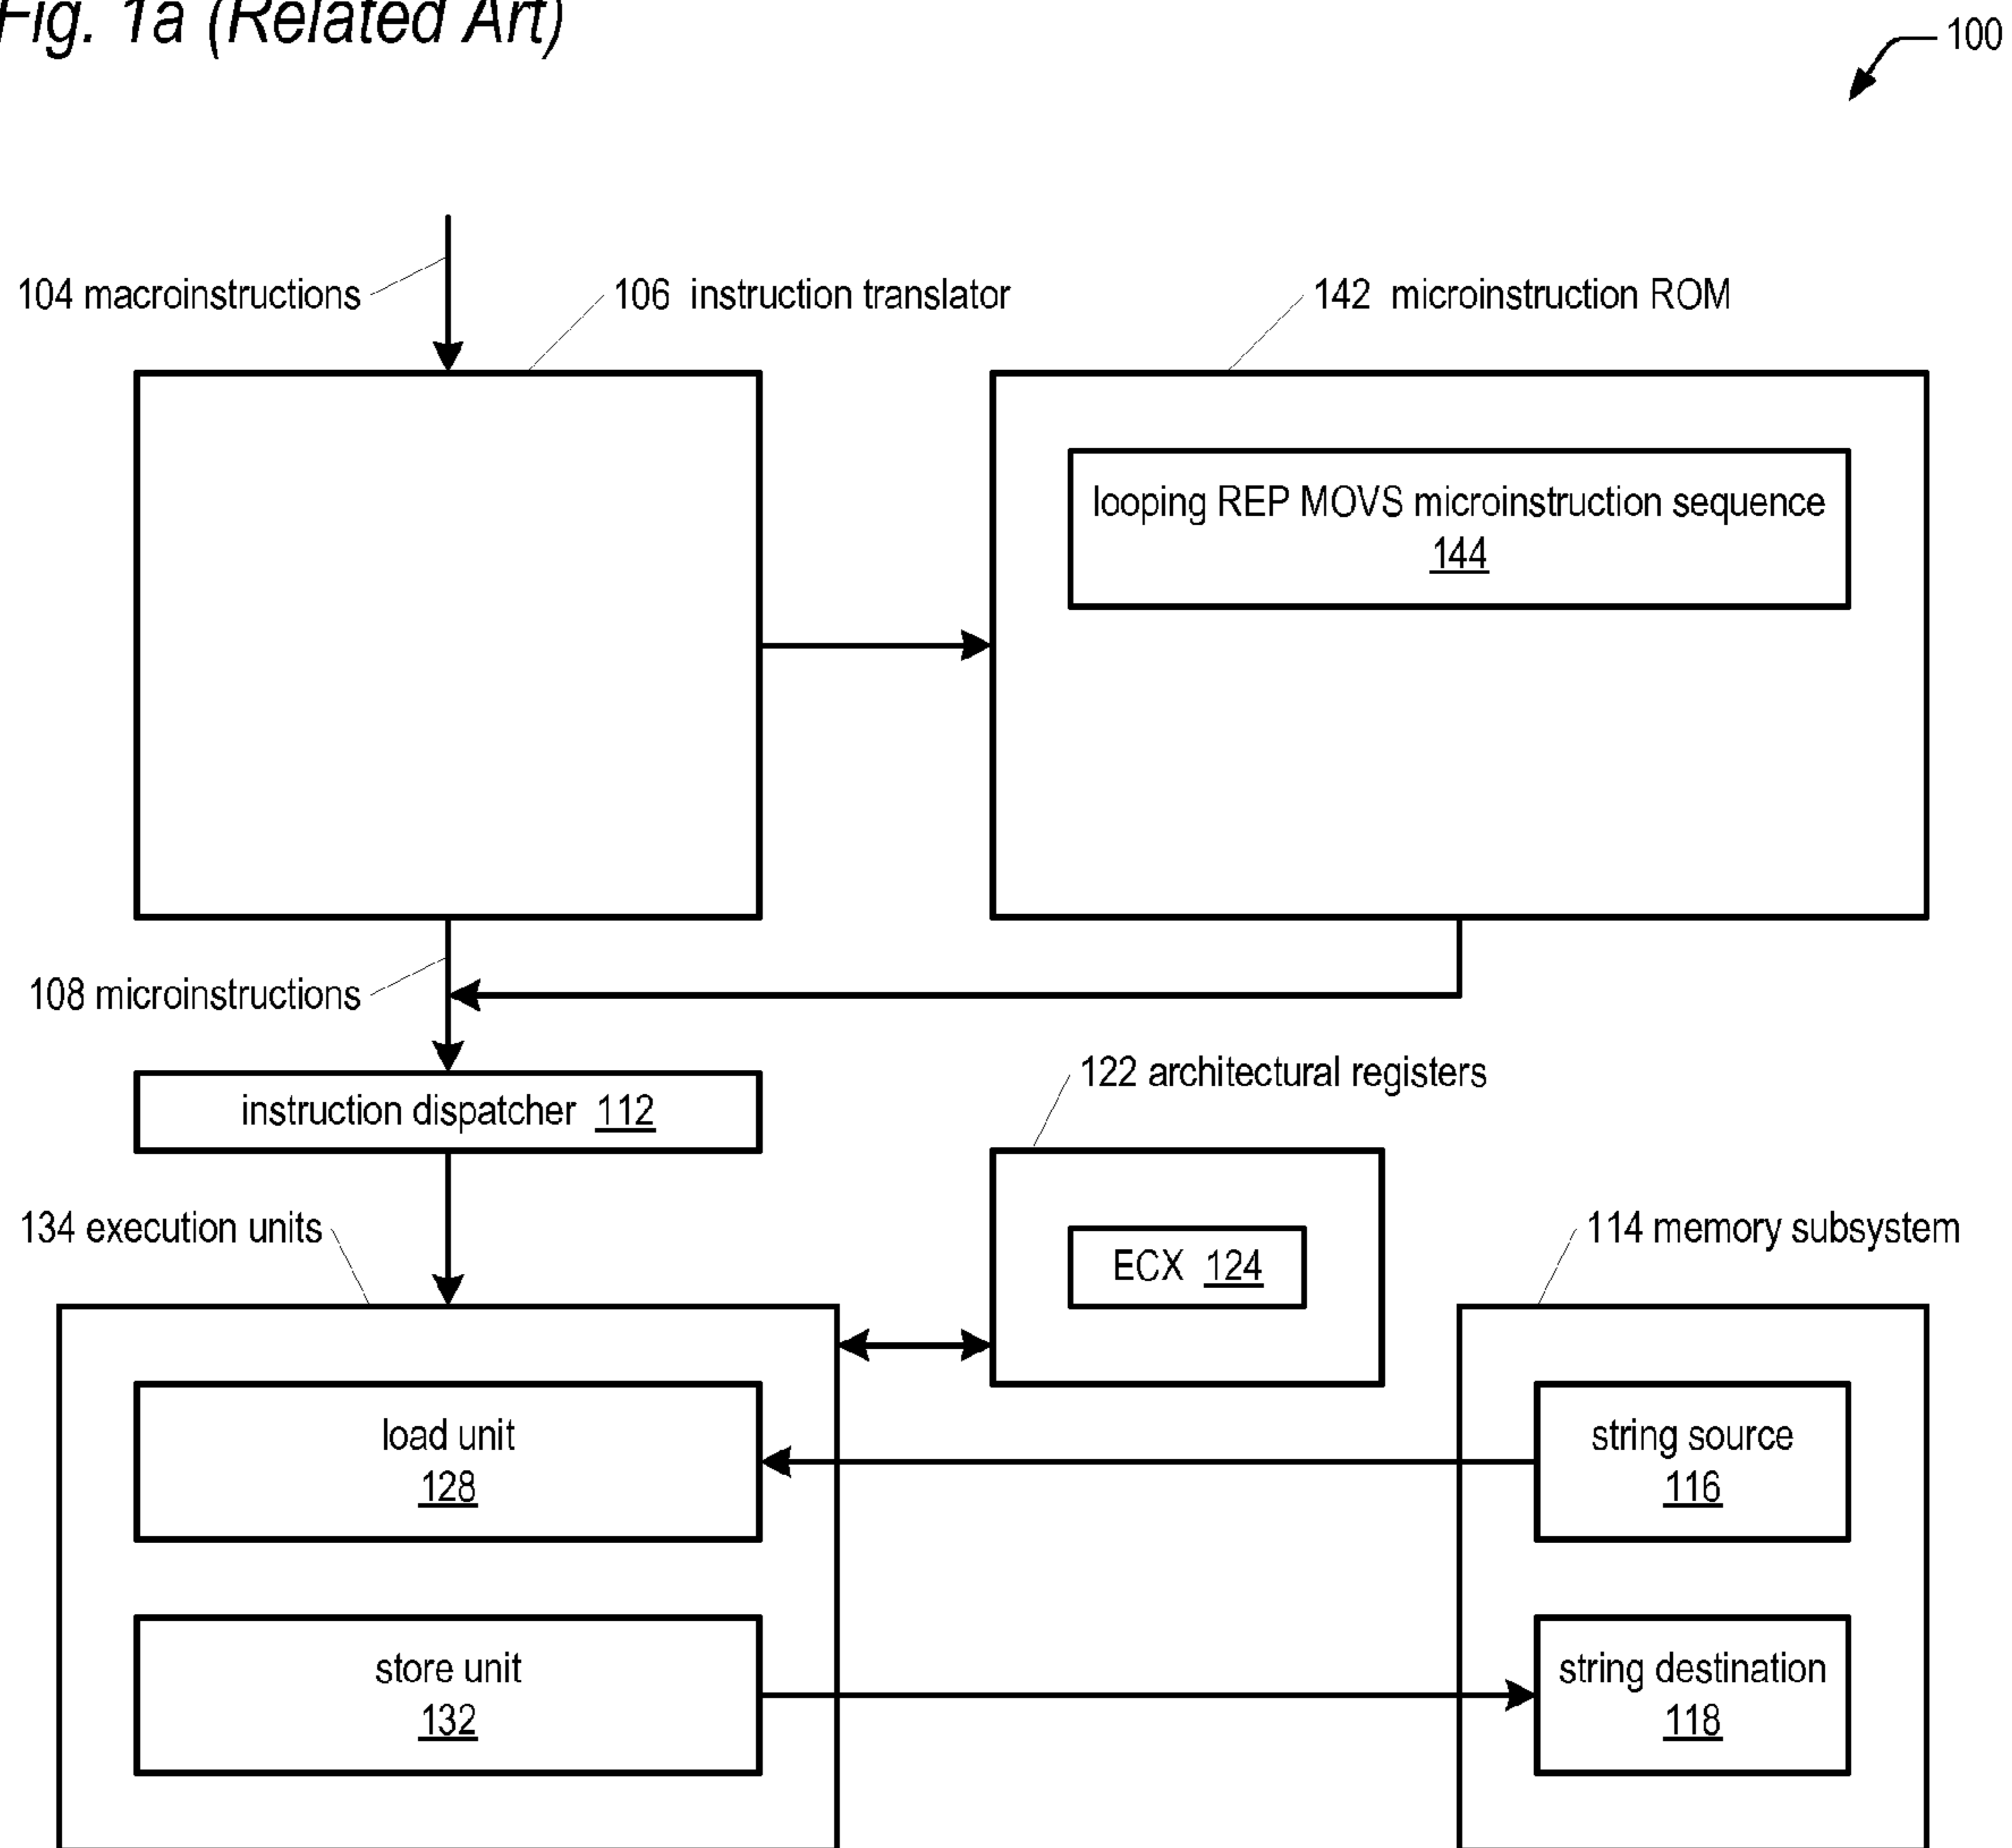 Fig. 1a (Related Art)
100
104 macroinstructions
106 instruction translator
142 microinstruction ROM
looping REP MOVS microinstruction sequence
144
108 microinstructions
instruction dispatcher 112
122 architectural registers
134 execution units
ECX 124
114 memory subsystem
load unit
128
string source
116
store unit
132
string destination
118